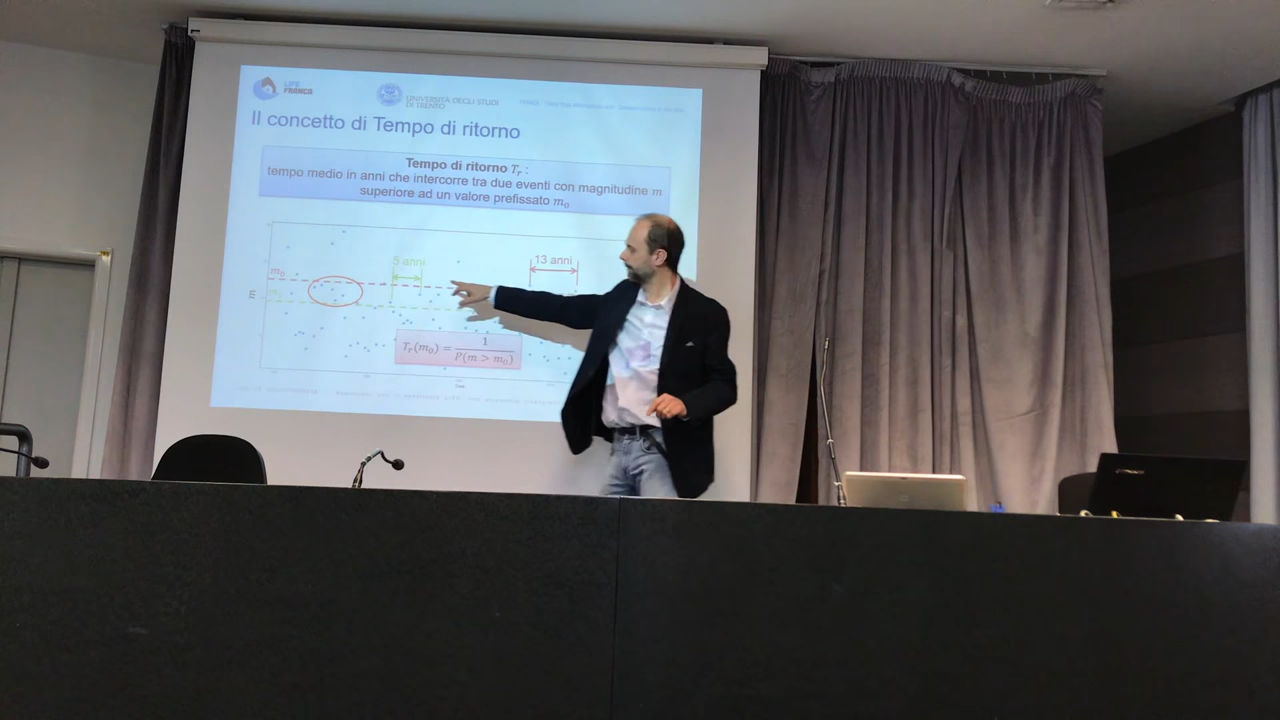 LIFE
FRANCA
UNIVERSITÀ DEGLI STUDI
DI TRENTO
Il concetto di Tempo di ritorno
Tempo di ritorno Tr :
tempo medio in anni che intercorre tra due eventi con magnitudine m
superiore ad un valore prefissato m0
5 anni
13 anni
m0
m
Tr(m0) = 1 / P(m > m0)